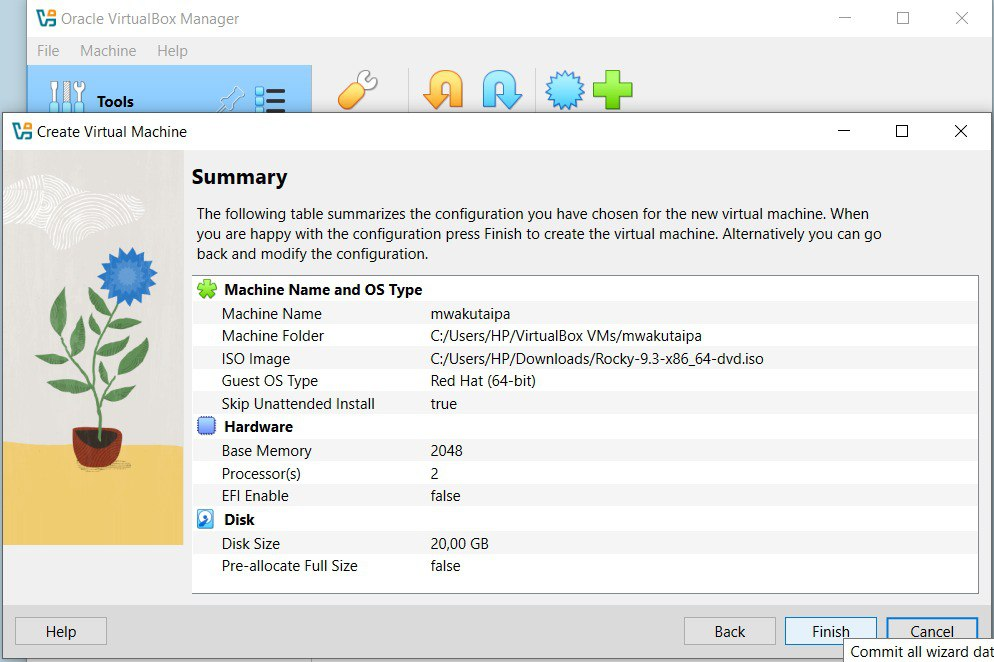 Oracle VirtualBox Manager
File Machine Help
Tools
Create Virtual Machine
Summary
The following table summarizes the configuration you have chosen for the new virtual machine. When
you are happy with the configuration press Finish to create the virtual machine. Alternatively you can go
back and modify the configuration.
Machine Name and OS Type
Machine Name mwakutaipa
Machine Folder C:/Users/HP/VirtualBox VMs/mwakutaipa
ISO Image C:/Users/HP/Downloads/Rocky-9.3-x86_64-dvd.iso
Guest OS Type Red Hat (64-bit)
Skip Unattended Install true
Hardware
Base Memory 2048
Processor(s) 2
EFI Enable false
Disk
Disk Size 20,00 GB
Pre-allocate Full Size false
Help Back Finish Cancel
Commit all wizard dat